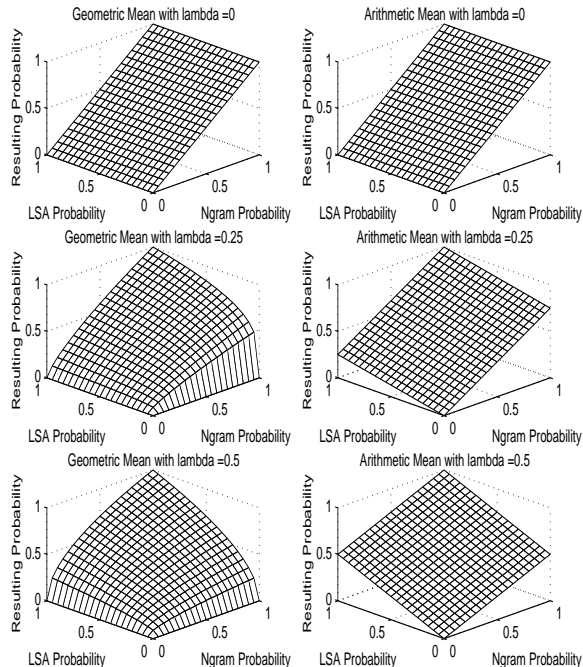 Geometric Mean with lambda =0
Resulting Probability
1
0.5
0
1
0.5
0
0
0.5
1
LSA Probability
Ngram Probability
Arithmetic Mean with lambda =0
Resulting Probability
1
0.5
0
1
0.5
0
0
0.5
1
LSA Probability
Ngram Probability
Geometric Mean with lambda =0.25
Resulting Probability
1
0.5
0
1
0.5
0
0
0.5
1
LSA Probability
Ngram Probability
Arithmetic Mean with lambda =0.25
Resulting Probability
1
0.5
0
1
0.5
0
0
0.5
1
LSA Probability
Ngram Probability
Geometric Mean with lambda =0.5
Resulting Probability
1
0.5
0
1
0.5
0
0
0.5
1
LSA Probability
Ngram Probability
Arithmetic Mean with lambda =0.5
Resulting Probability
1
0.5
0
1
0.5
0
0
0.5
1
LSA Probability
Ngram Probability